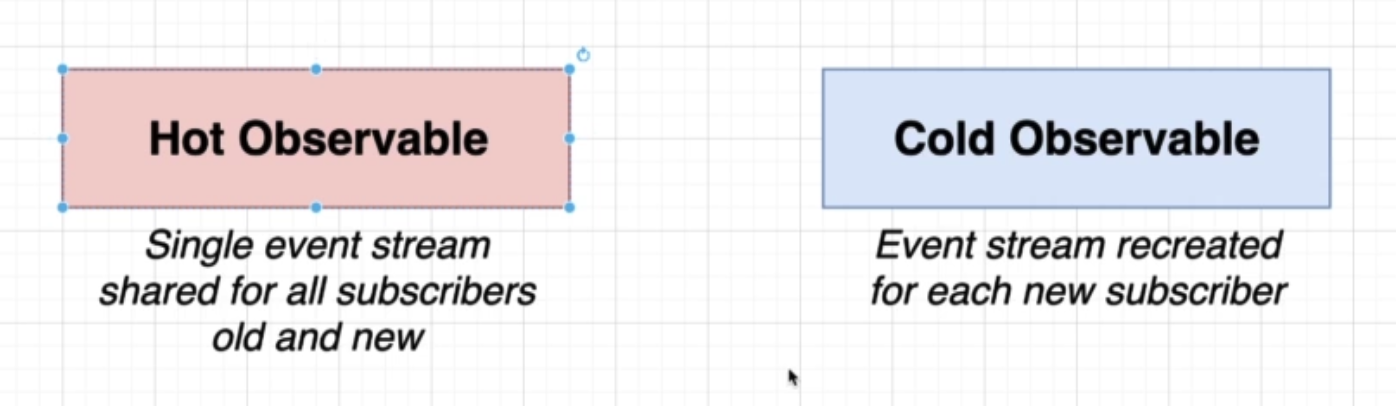 Hot Observable
Single event stream
shared for all subscribers
old and new
Cold Observable
Event stream recreated
for each new subscriber